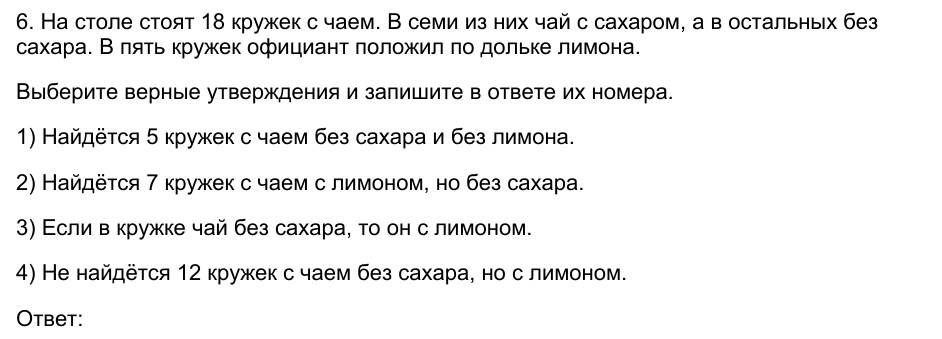 6. На столе стоят 18 кружек с чаем. В семи из них чай с сахаром, а в остальных без
сахара. В пять кружек официант положил по дольке лимона.
Выберите верные утверждения и запишите в ответе их номера.
1) Найдётся 5 кружек с чаем без сахара и без лимона.
2) Найдётся 7 кружек с чаем с лимоном, но без сахара.
3) Если в кружке чай без сахара, то он с лимоном.
4) Не найдётся 12 кружек с чаем без сахара, но с лимоном.
Ответ: